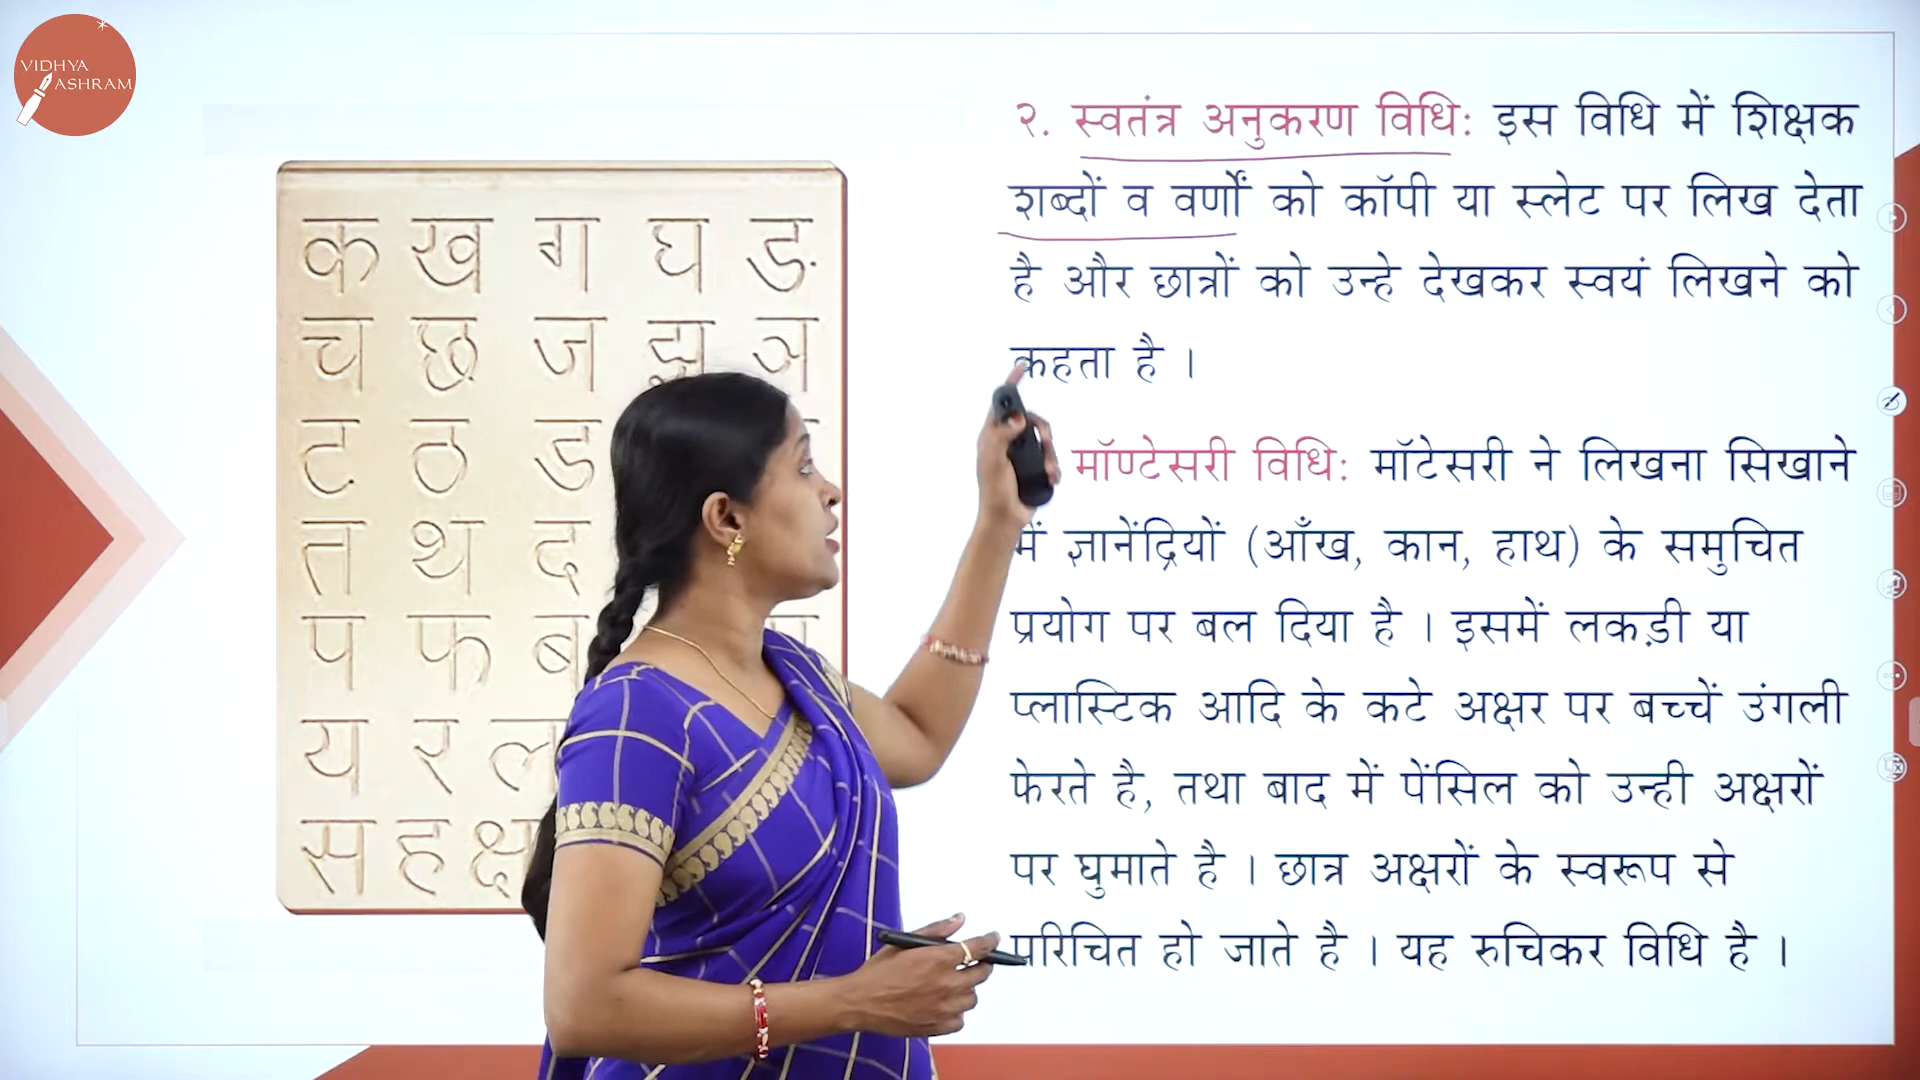 VIDHYA
ASHRAM
क ख ग घ ङ
च छ ज झ ञ
ट ठ ड
त थ द
प फ ब
य र ल
स ह क्ष
२. स्वतंत्र अनुकरण विधि: इस विधि में शिक्षक
शब्दों व वर्णों को कॉपी या स्लेट पर लिख देता
है और छात्रों को उन्हे देखकर स्वयं लिखने को
कहता है ।
मॉण्टेसरी विधि: मॉटेसरी ने लिखना सिखाने
में ज्ञानेंद्रियों (आँख, कान, हाथ) के समुचित
प्रयोग पर बल दिया है । इसमें लकड़ी या
प्लास्टिक आदि के कटे अक्षर पर बच्चें उंगली
फेरते है, तथा बाद में पेंसिल को उन्ही अक्षरों
पर घुमाते है । छात्र अक्षरों के स्वरूप से
परिचित हो जाते है । यह रुचिकर विधि है ।